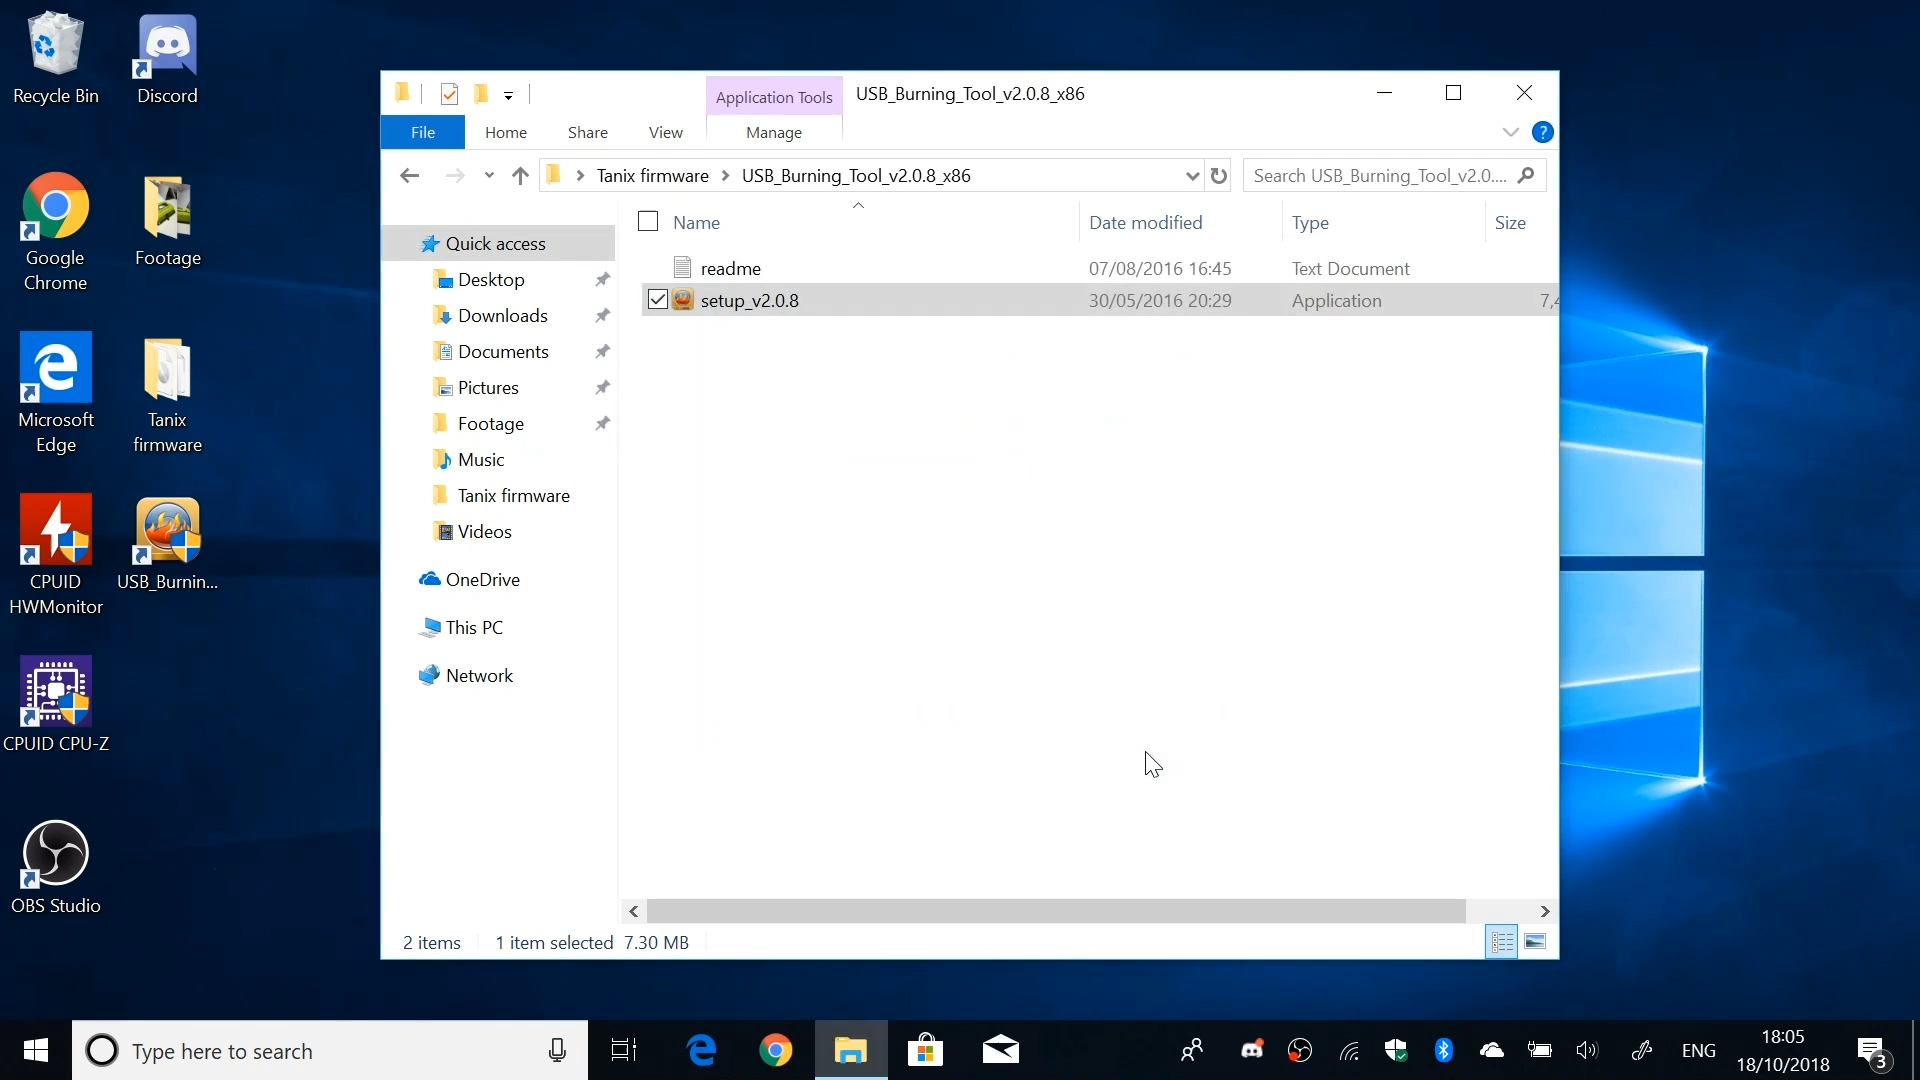 Recycle Bin
Discord
Google
Chrome
Footage
Microsoft
Edge
Tanix
firmware
CPUID
HWMonitor
USB_Burnin...
CPUID CPU-Z
OBS Studio
Application Tools
USB_Burning_Tool_v2.0.8_x86
File
Home
Share
View
Manage
?
Tanix firmware
USB_Burning_Tool_v2.0.8_x86
Search USB_Burning_Tool_v2.0....
Name
Date modified
Type
Size
readme
07/08/2016 16:45
Text Document
setup_v2.0.8
30/05/2016 20:29
Application
7,4
Quick access
Desktop
Downloads
Documents
Pictures
Footage
Music
Tanix firmware
Videos
OneDrive
This PC
Network
2 items
1 item selected 7.30 MB
Type here to search
ENG
18:05
18/10/2018
3